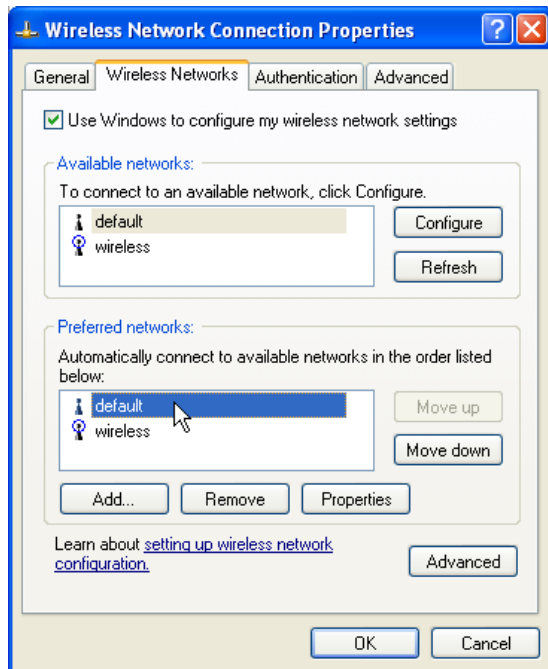 Wireless Network Connection Properties
General Wireless Networks Authentication Advanced
Use Windows to configure my wireless network settings
Available networks:
To connect to an available network, click Configure.
default
wireless
Configure
Refresh
Preferred networks:
Automatically connect to available networks in the order listed
below:
default
wireless
Move up
Move down
Add... Remove Properties
Learn about setting up wireless network
configuration.
Advanced
OK Cancel